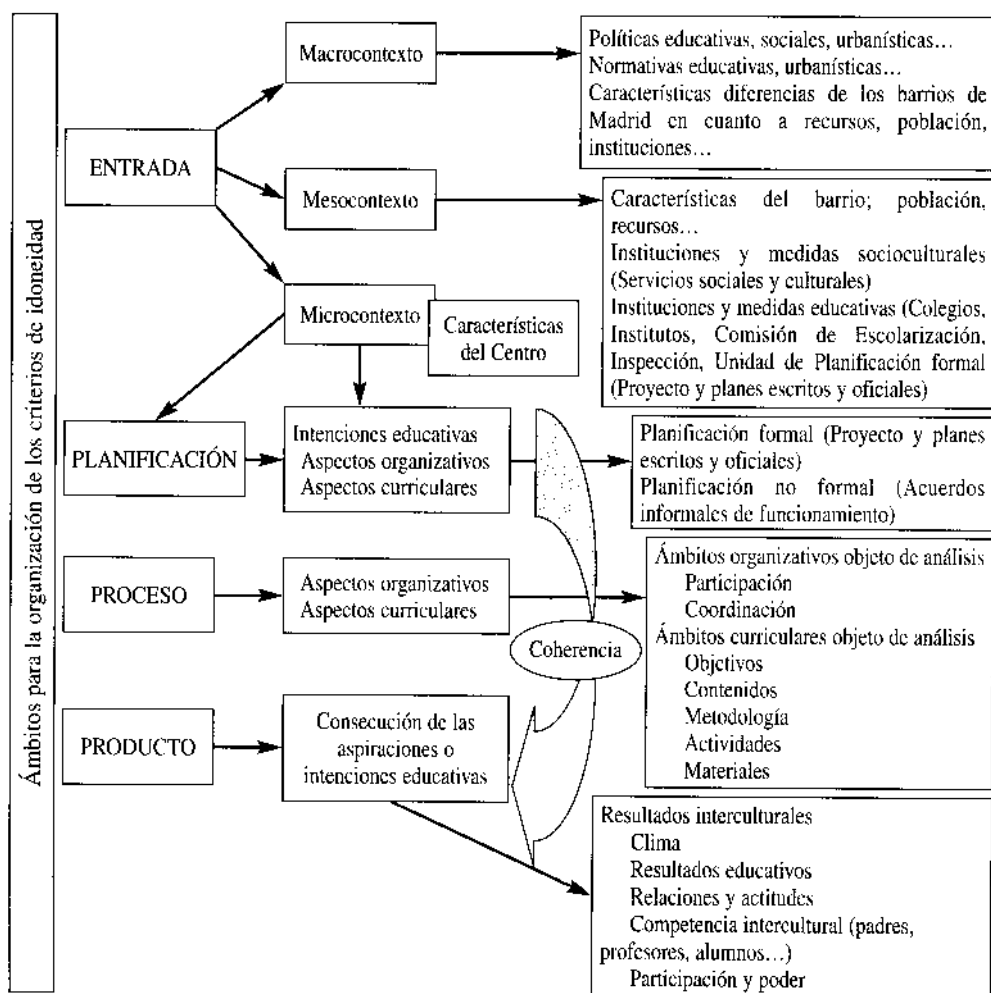 Ámbitos para la organización de los criterios de idoneidad
ENTRADA
Macrocontexto
Políticas educativas, sociales, urbanísticas…
Normativas educativas, urbanísticas…
Características diferencias de los barrios de
Madrid en cuanto a recursos, población,
instituciones…
Mesocontexto
Características del barrio; población,
recursos…
Instituciones y medidas socioculturales
(Servicios sociales y culturales)
Instituciones y medidas educativas (Colegios,
Institutos, Comisión de Escolarización,
Inspección, Unidad de Planificación formal
(Proyecto y planes escritos y oficiales)
Microcontexto
Características
del Centro
PLANIFICACIÓN
Intenciones educativas
Aspectos organizativos
Aspectos curriculares
Planificación formal (Proyecto y planes
escritos y oficiales)
Planificación no formal (Acuerdos
informales de funcionamiento)
PROCESO
Aspectos organizativos
Aspectos curriculares
Ámbitos organizativos objeto de análisis
Participación
Coordinación
Ámbitos curriculares objeto de análisis
Objetivos
Contenidos
Metodología
Actividades
Materiales
Coherencia
PRODUCTO
Consecución de las
aspiraciones o
intenciones educativas
Resultados interculturales
Clima
Resultados educativos
Relaciones y actitudes
Competencia intercultural (padres,
profesores, alumnos…)
Participación y poder